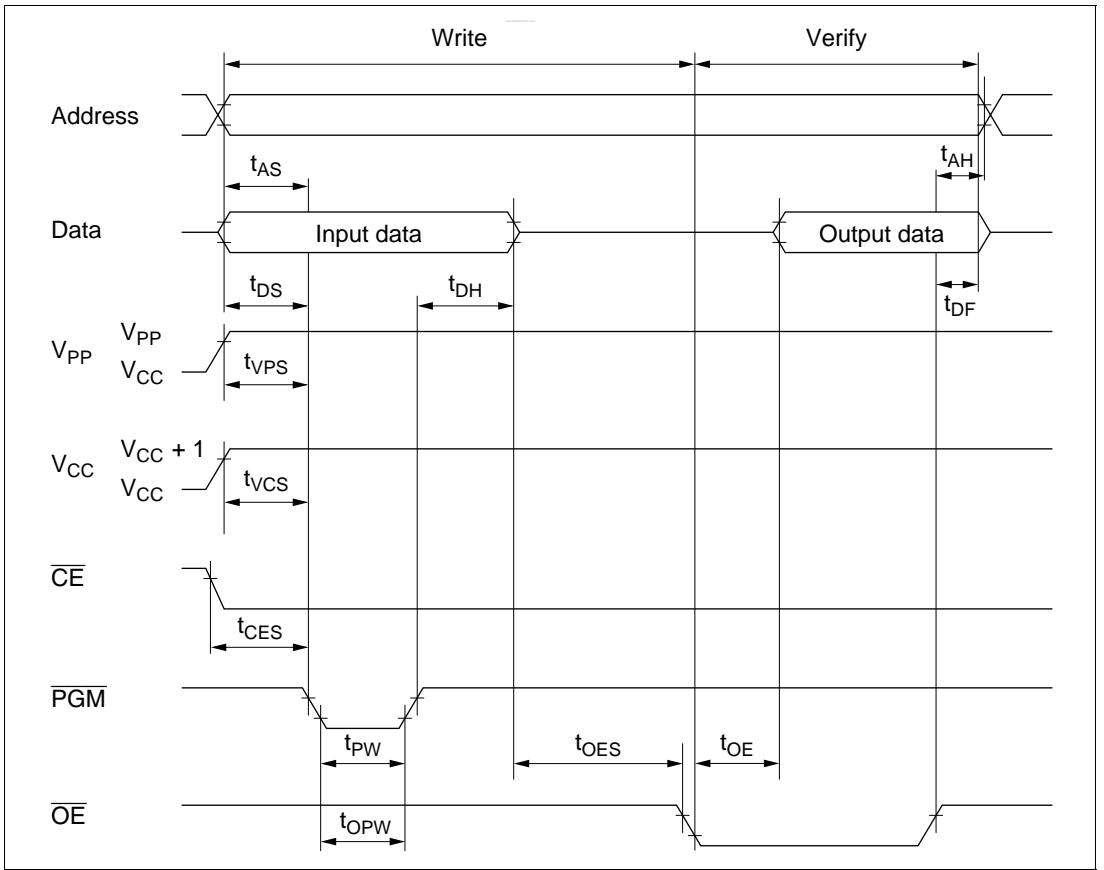 Write
Verify
Address
tAS
tAH
Data
Input data
Output data
tDS
tDH
tDF
VPP
VPP
VCC
tVPS
VCC
VCC + 1
VCC
tVCS
CE
tCES
PGM
tPW
tOES
tOE
OE
tOPW